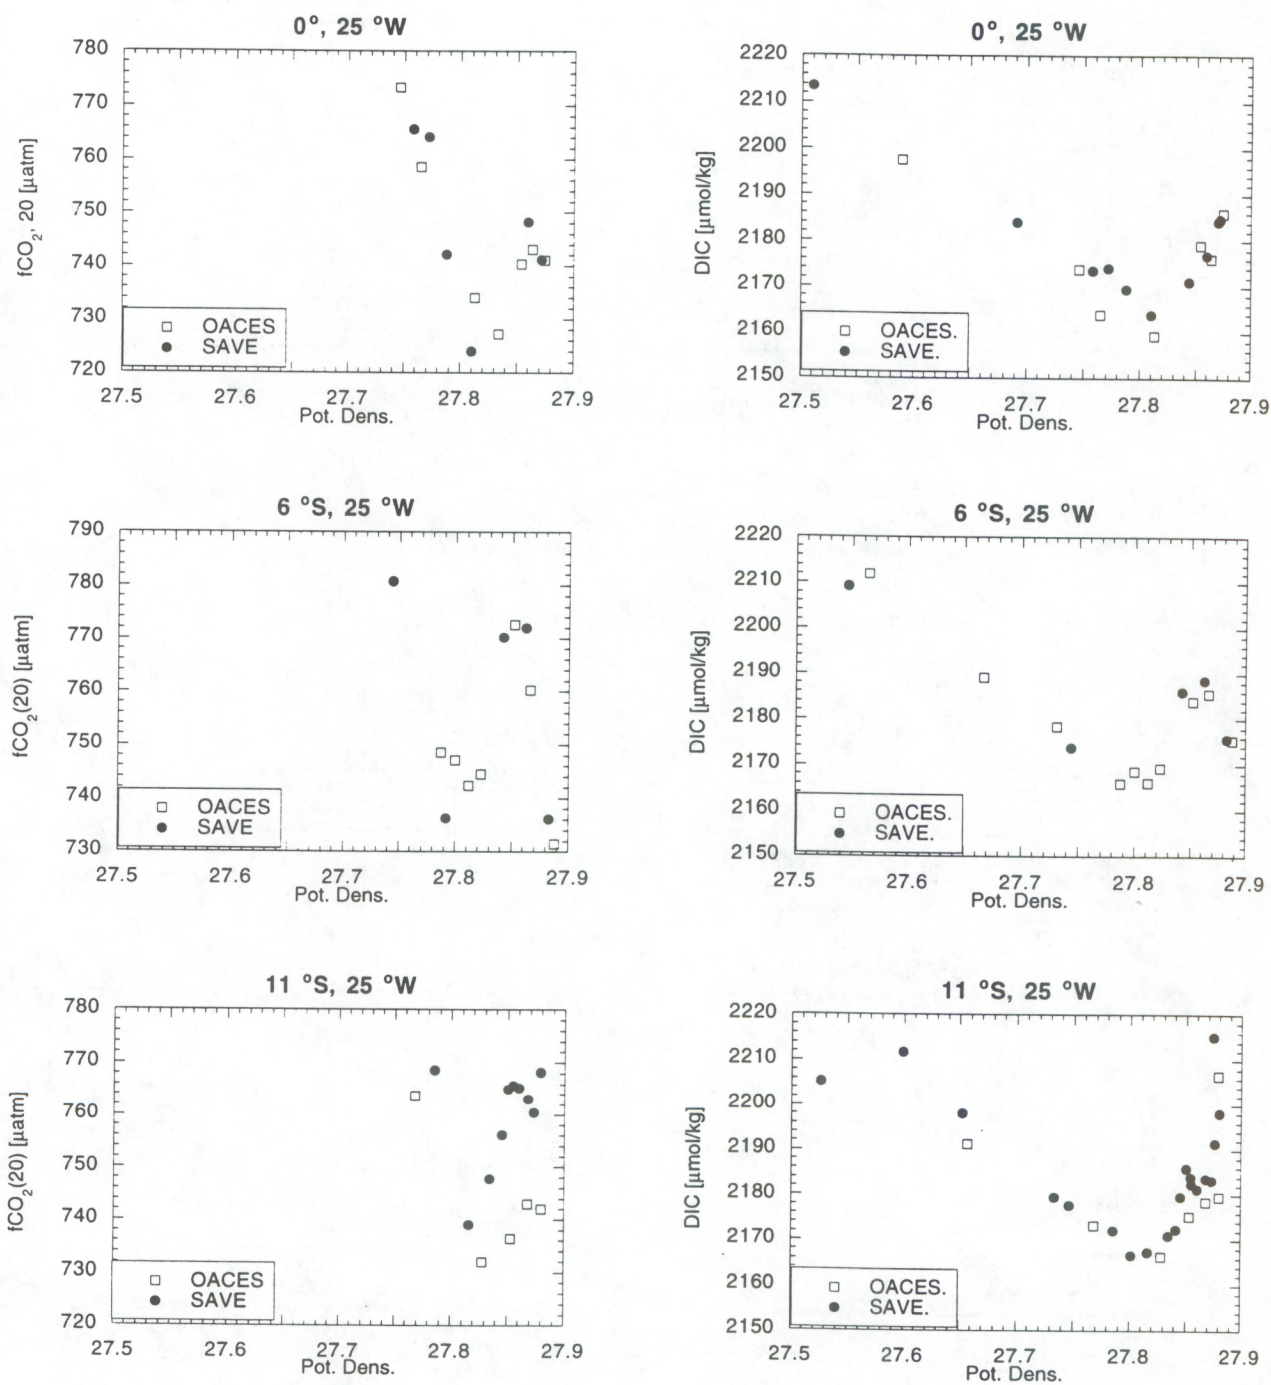 0°, 25 °W
780
770
760
750
740
730
720
fCO2, 20 [µatm]
OACES
SAVE
27.5 27.6 27.7 27.8 27.9
Pot. Dens.
0°, 25 °W
2220
2210
2200
2190
2180
2170
2160
2150
DIC [µmol/kg]
OACES.
SAVE.
27.5 27.6 27.7 27.8 27.9
Pot. Dens.
6 °S, 25 °W
790
780
770
760
750
740
730
fCO2(20) [µatm]
OACES
SAVE
27.5 27.6 27.7 27.8 27.9
Pot. Dens.
6 °S, 25 °W
2220
2210
2200
2190
2180
2170
2160
2150
DIC [µmol/kg]
OACES.
SAVE.
27.5 27.6 27.7 27.8 27.9
Pot. Dens.
11 °S, 25 °W
780
770
760
750
740
730
720
fCO2(20) [µatm]
OACES
SAVE
27.5 27.6 27.7 27.8 27.9
Pot. Dens.
11 °S, 25 °W
2220
2210
2200
2190
2180
2170
2160
2150
DIC [µmol/kg]
OACES.
SAVE.
27.5 27.6 27.7 27.8 27.9
Pot. Dens.